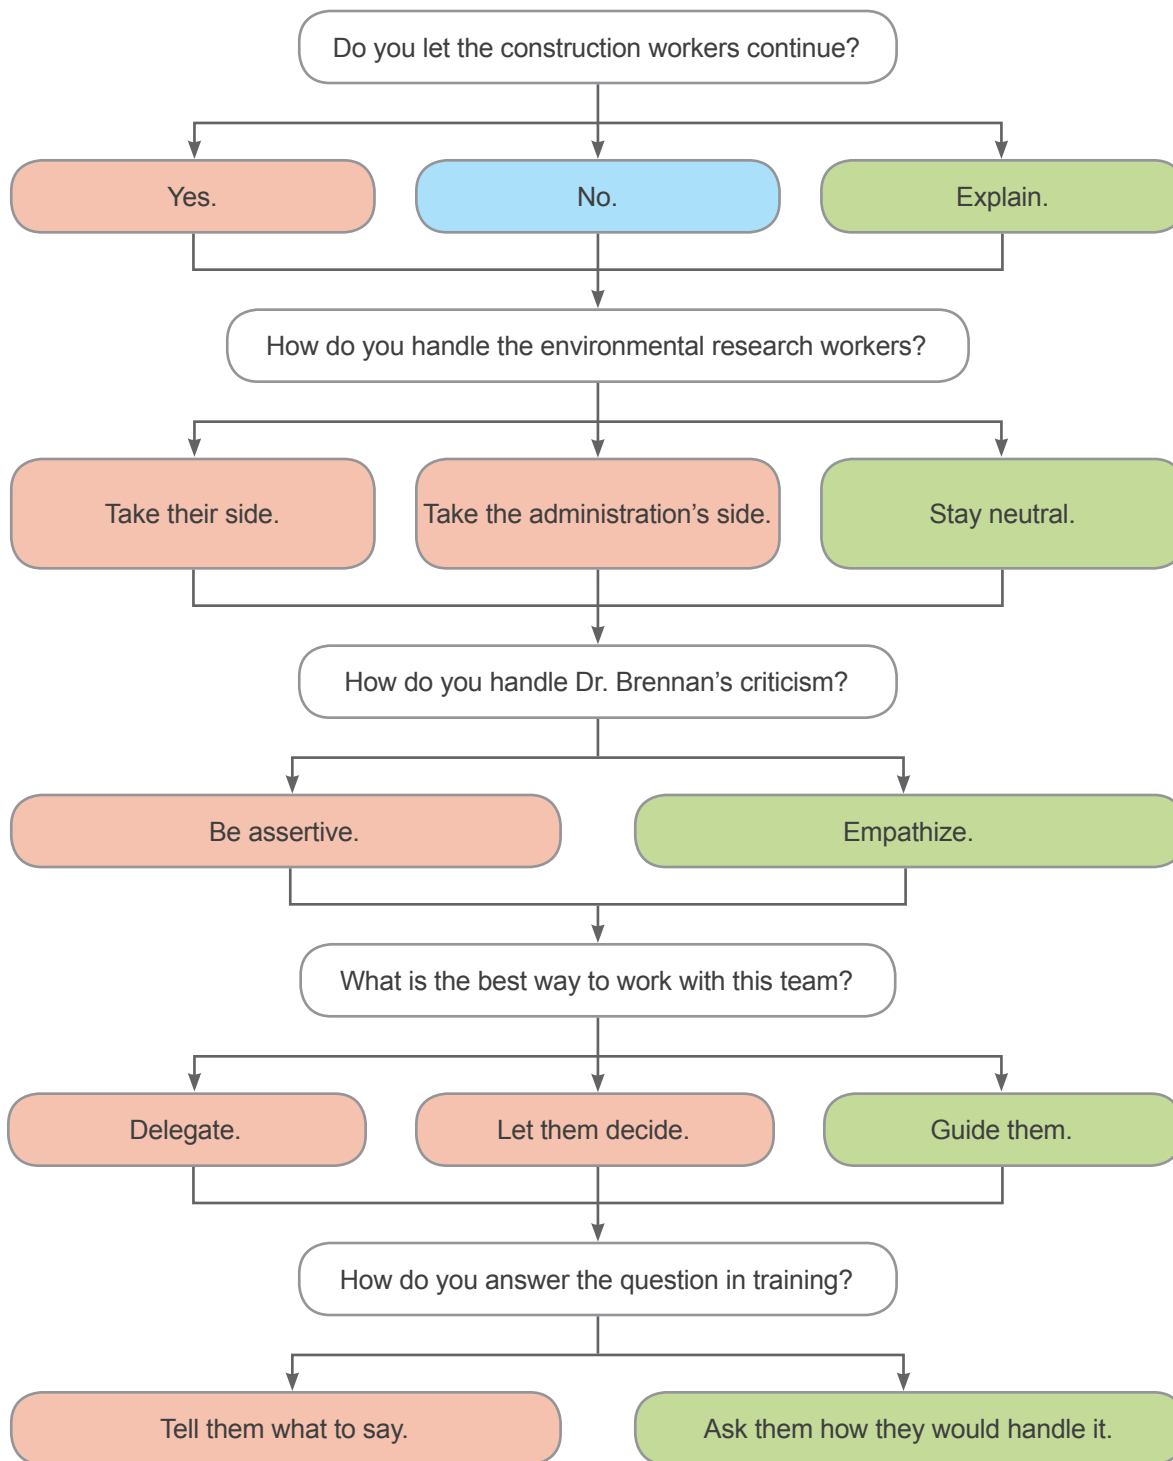 Do you let the construction workers continue?
Yes.
No.
Explain.
How do you handle the environmental research workers?
Take their side.
Take the administration’s side.
Stay neutral.
How do you handle Dr. Brennan’s criticism?
Be assertive.
Empathize.
What is the best way to work with this team?
Delegate.
Let them decide.
Guide them.
How do you answer the question in training?
Tell them what to say.
Ask them how they would handle it.